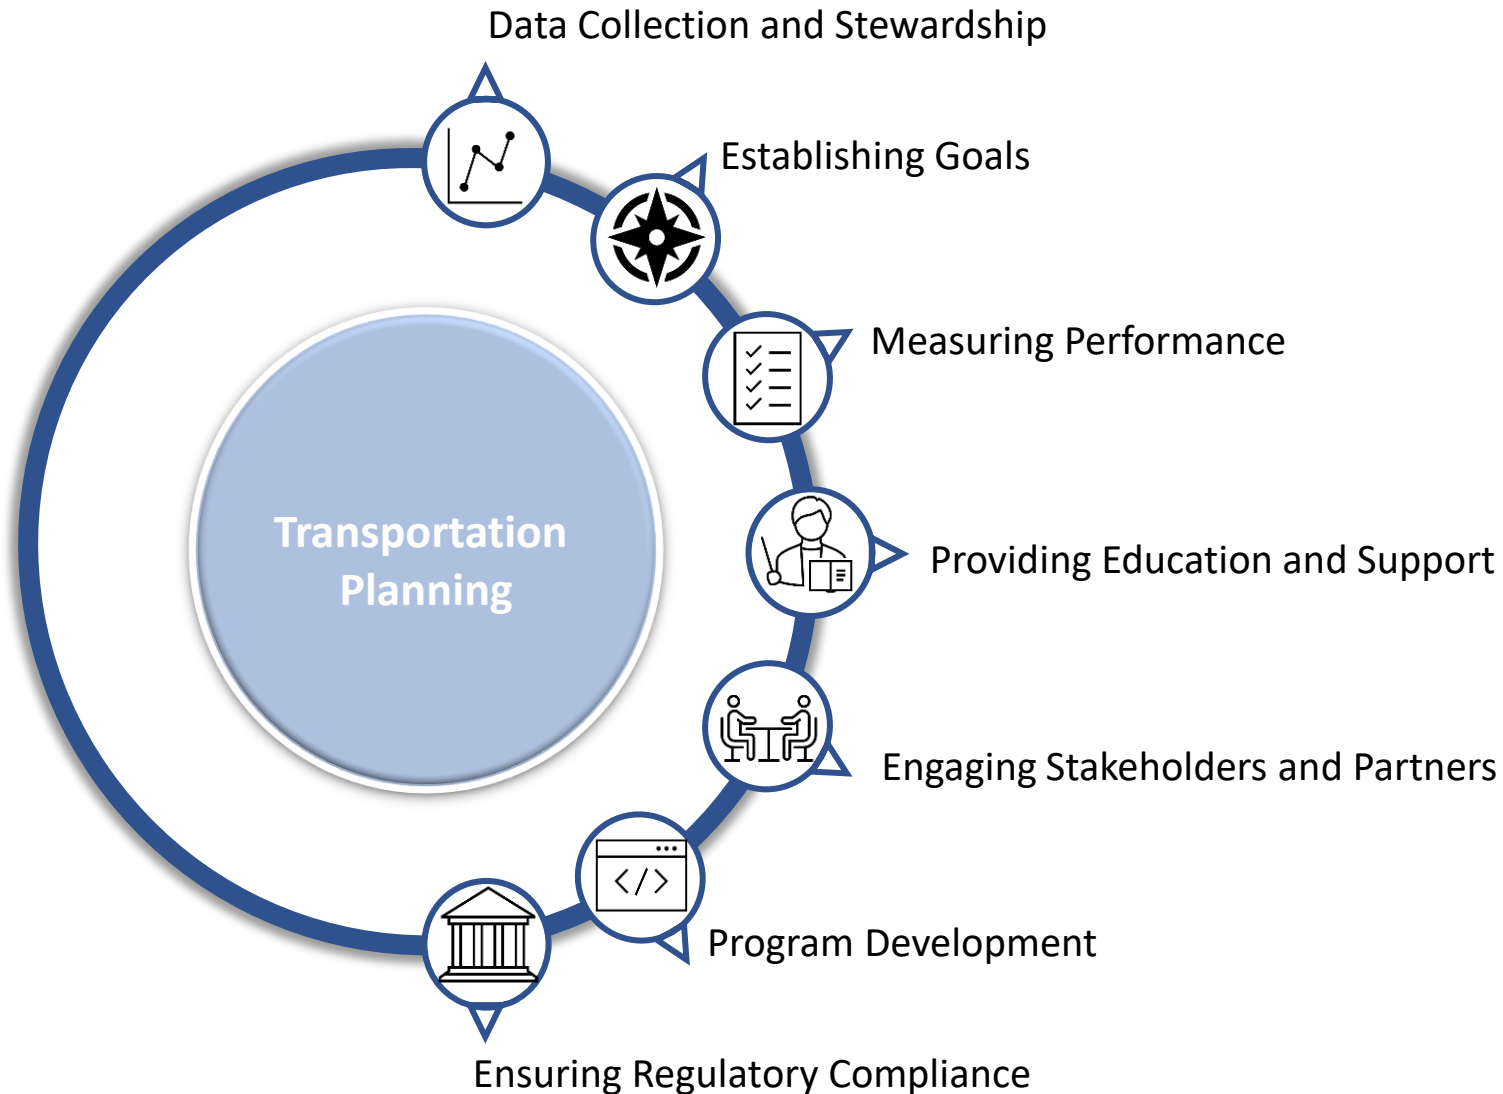 Data Collection and Stewardship
Establishing Goals
Measuring Performance
Transportation
Planning
Providing Education and Support
Engaging Stakeholders and Partners
</>
Program Development
Ensuring Regulatory Compliance